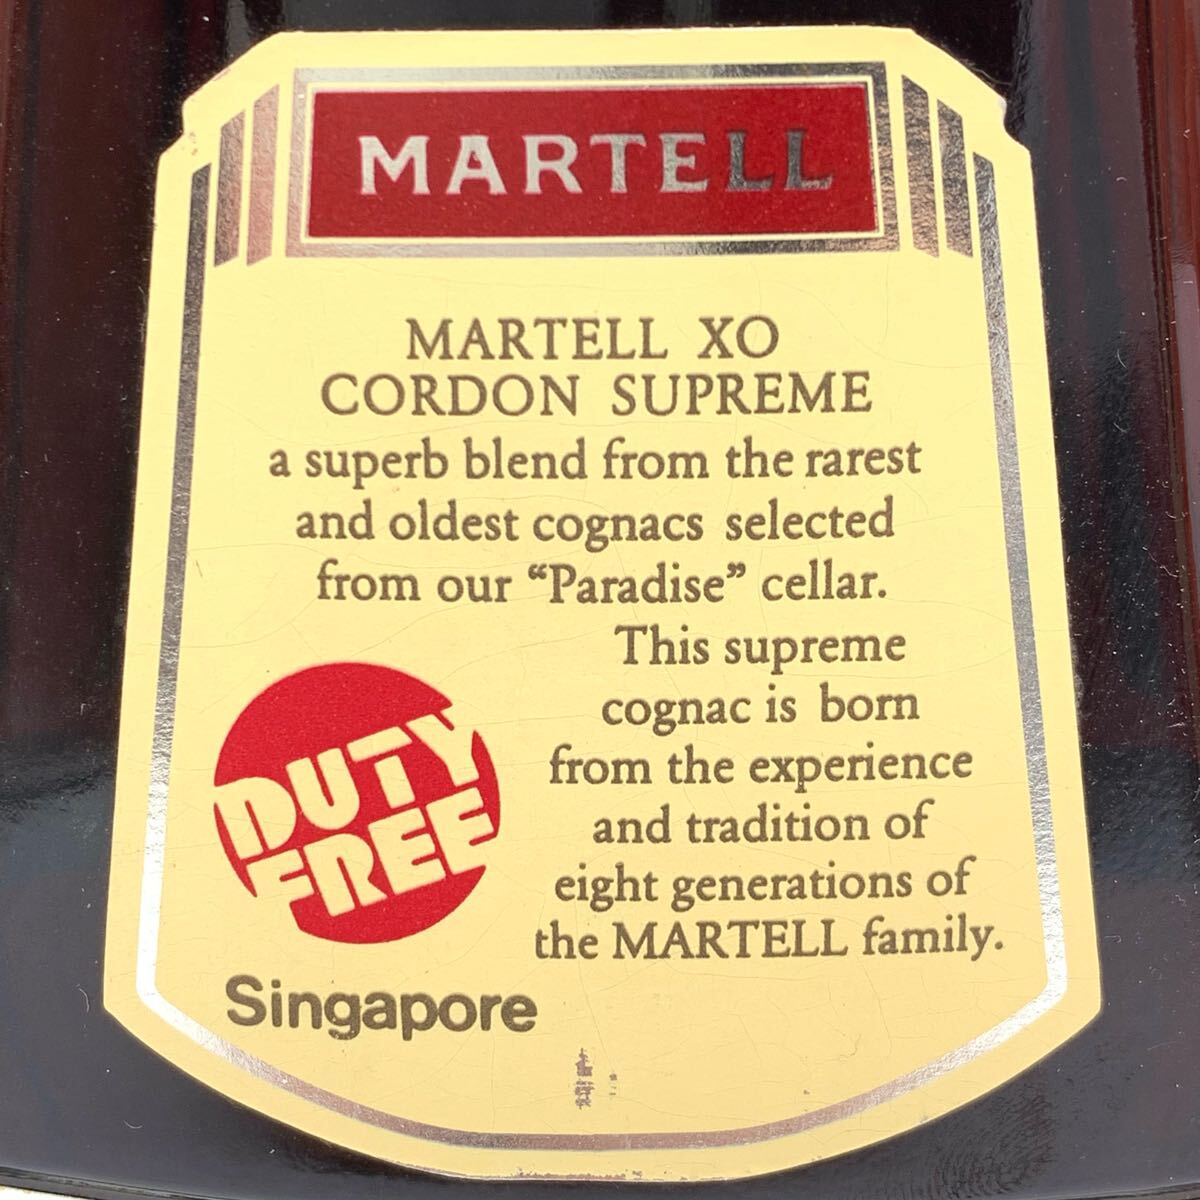 MARTELL
MARTELL XO
CORDON SUPREME
a superb blend from the rarest
and oldest cognacs selected
from our “Paradise” cellar.
This supreme
cognac is born
from the experience
and tradition of
eight generations of
the MARTELL family.
DUTY
FREE
Singapore